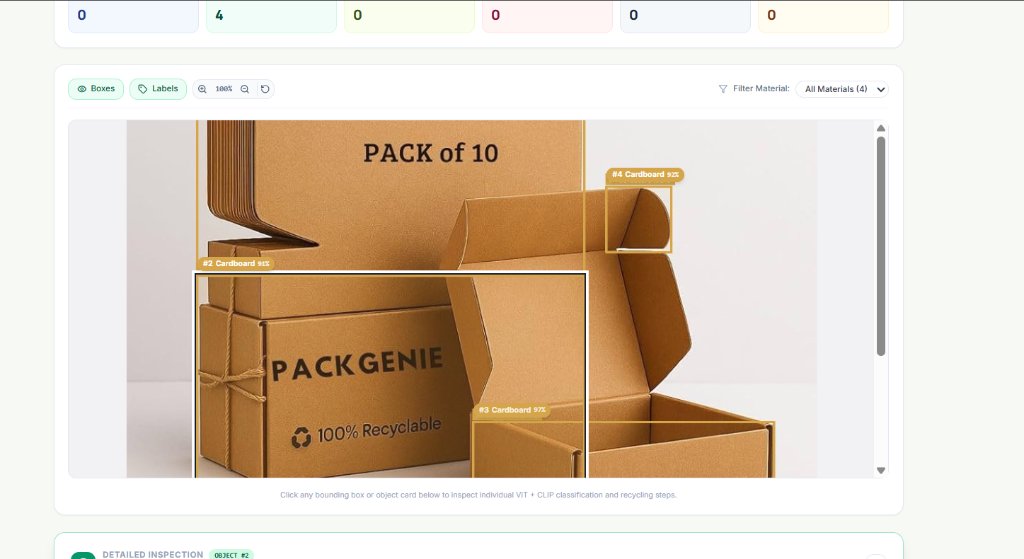 0 4 0 0 0 0
Boxes Labels 100% Filter Material: All Materials (4)
PACK of 10
#4 Cardboard 92%
#2 Cardboard 91%
PACKGENIE
#3 Cardboard 97%
100% Recyclable
Click any bounding box or object card below to inspect individual ViT + CLIP classification and recycling steps.
DETAILED INSPECTION OBJECT #2